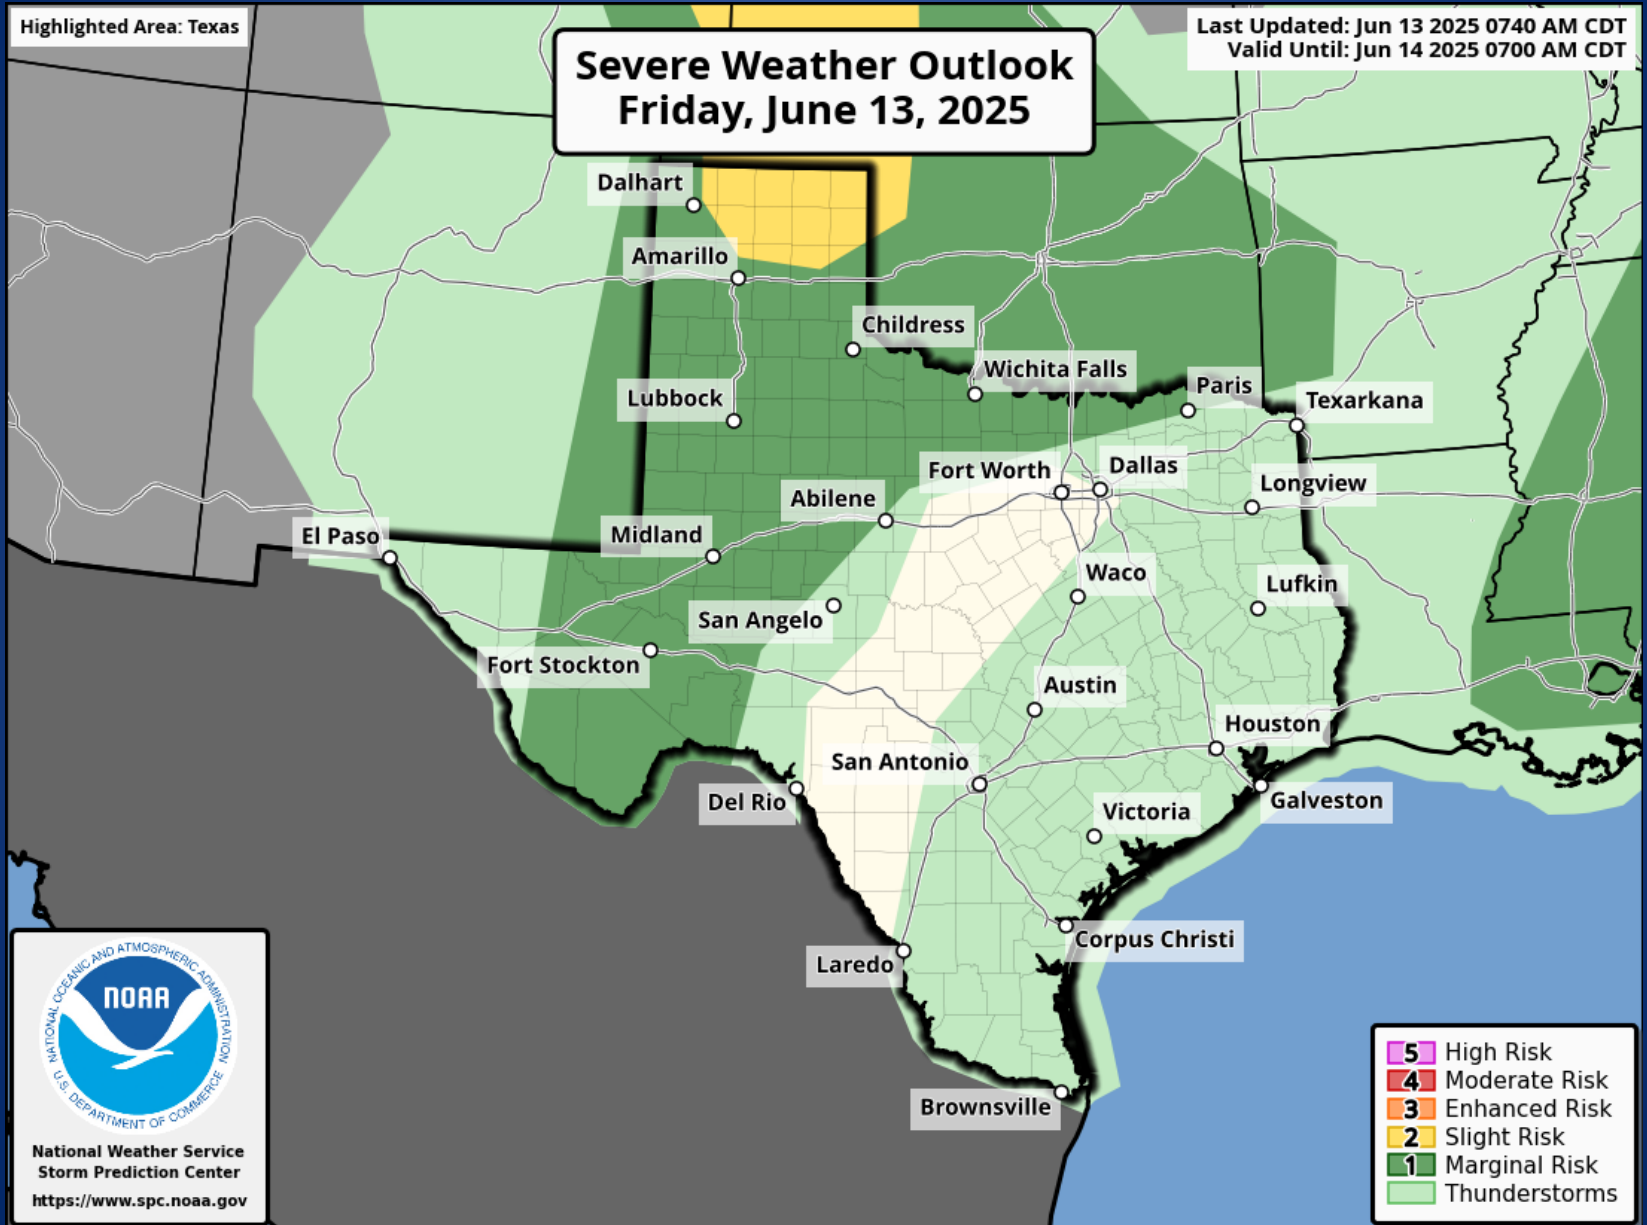 Highlighted Area: Texas
Severe Weather Outlook
Friday, June 13, 2025
Last Updated: Jun 13 2025 0740 AM CDT
Valid Until: Jun 14 2025 0700 AM CDT
Dalhart
Amarillo
Childress
Wichita Falls
Paris
Texarkana
Lubbock
Fort Worth
Dallas
Longview
Abilene
El Paso
Midland
Waco
Lufkin
San Angelo
Fort Stockton
Austin
Houston
San Antonio
Del Rio
Galveston
Victoria
Corpus Christi
Laredo
Brownsville
NATIONAL OCEANIC AND ATMOSPHERIC ADMINISTRATION
NOAA
U.S. DEPARTMENT OF COMMERCE
National Weather Service
Storm Prediction Center
https://www.spc.noaa.gov
5 High Risk
4 Moderate Risk
3 Enhanced Risk
2 Slight Risk
1 Marginal Risk
Thunderstorms